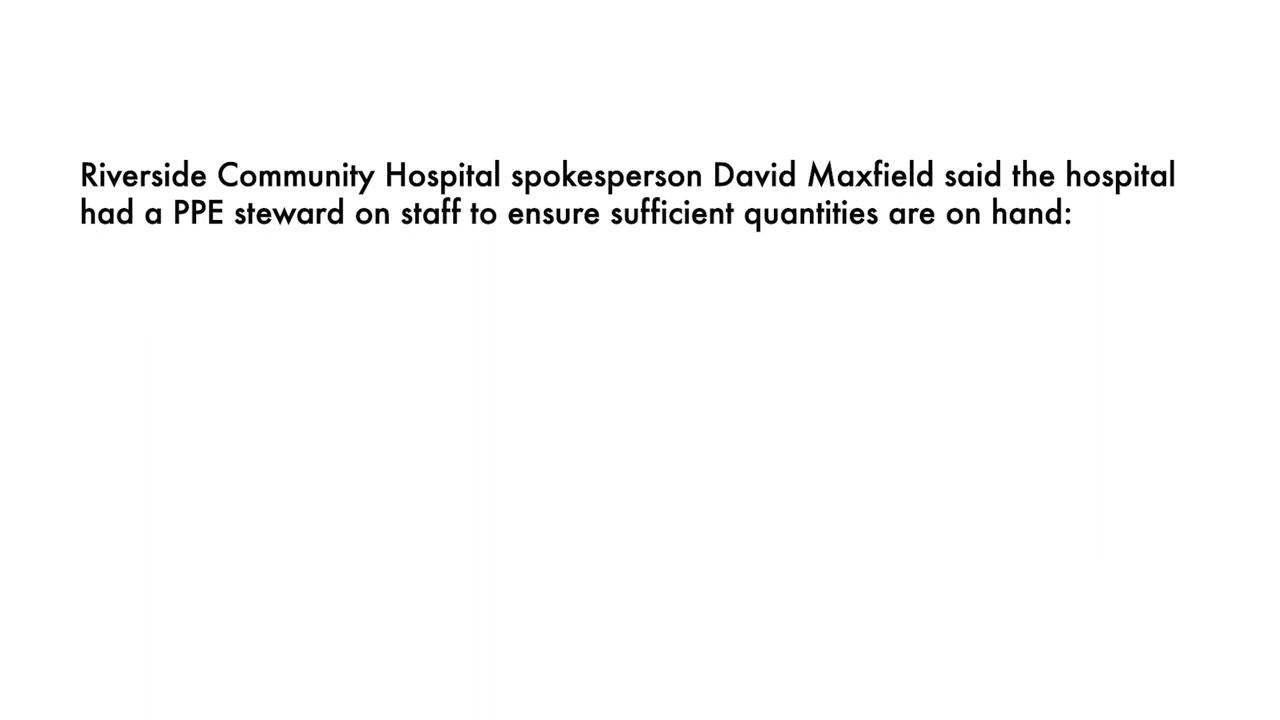 Riverside Community Hospital spokesperson David Maxfield said the hospital
had a PPE steward on staff to ensure sufficient quantities are on hand: